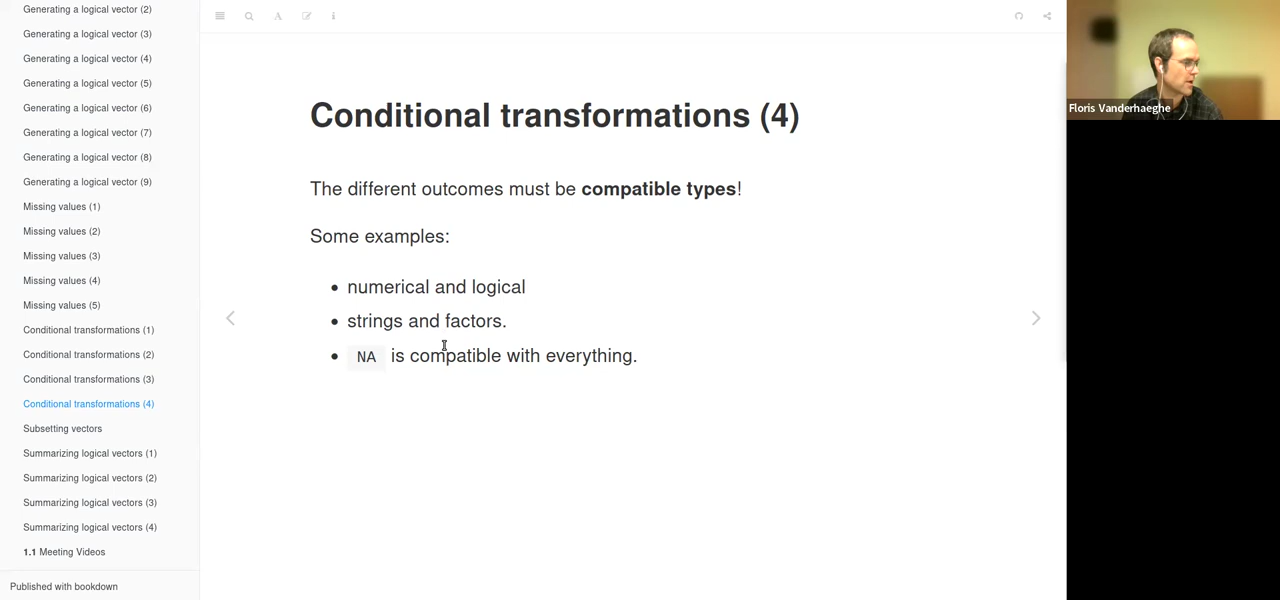 Generating a logical vector (2)
Generating a logical vector (3)
Generating a logical vector (4)
Generating a logical vector (5)
Generating a logical vector (6)
Generating a logical vector (7)
Generating a logical vector (8)
Generating a logical vector (9)
Missing values (1)
Missing values (2)
Missing values (3)
Missing values (4)
Missing values (5)
Conditional transformations (1)
Conditional transformations (2)
Conditional transformations (3)
Conditional transformations (4)
Subsetting vectors
Summarizing logical vectors (1)
Summarizing logical vectors (2)
Summarizing logical vectors (3)
Summarizing logical vectors (4)
1.1 Meeting Videos
Published with bookdown
Conditional transformations (4)
The different outcomes must be compatible types!
Some examples:
• numerical and logical
• strings and factors.
• NA is compatible with everything.
Floris Vanderhaeghe